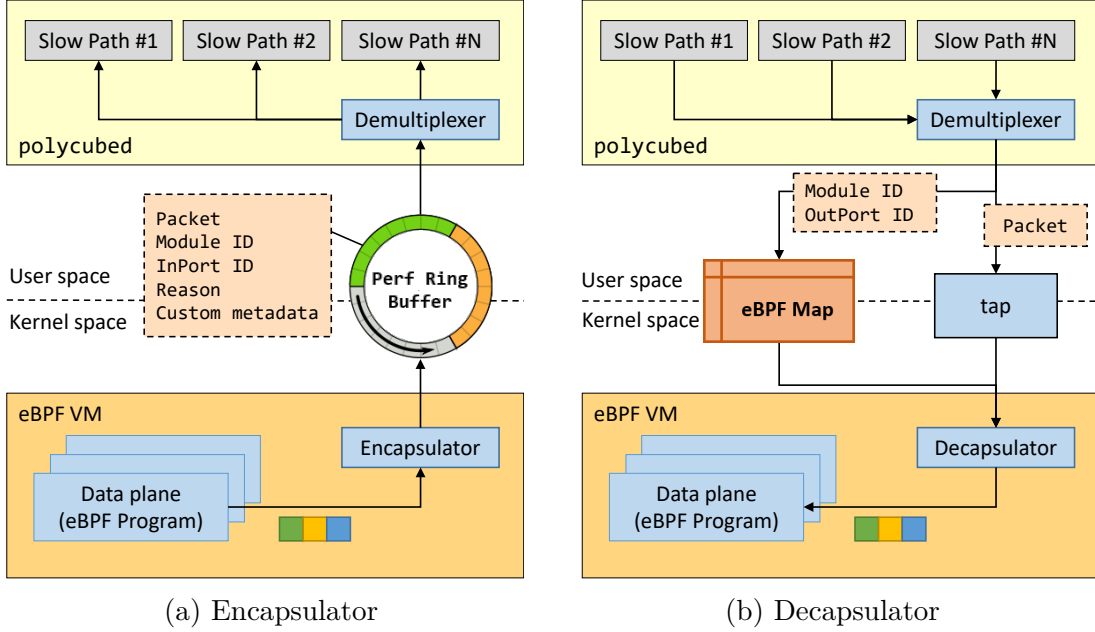 Slow Path #1
Slow Path #2
Slow Path #N
Demultiplexer
polycubed
Packet
Module ID
InPort ID
Reason
Custom metadata
Perf Ring
Buffer
User space
Kernel space
eBPF VM
Encapsulator
Data plane
(eBPF Program)
(a) Encapsulator
Slow Path #1
Slow Path #2
Slow Path #N
Demultiplexer
polycubed
Module ID
OutPort ID
Packet
User space
Kernel space
eBPF Map
tap
eBPF VM
Decapsulator
Data plane
(eBPF Program)
(b) Decapsulator